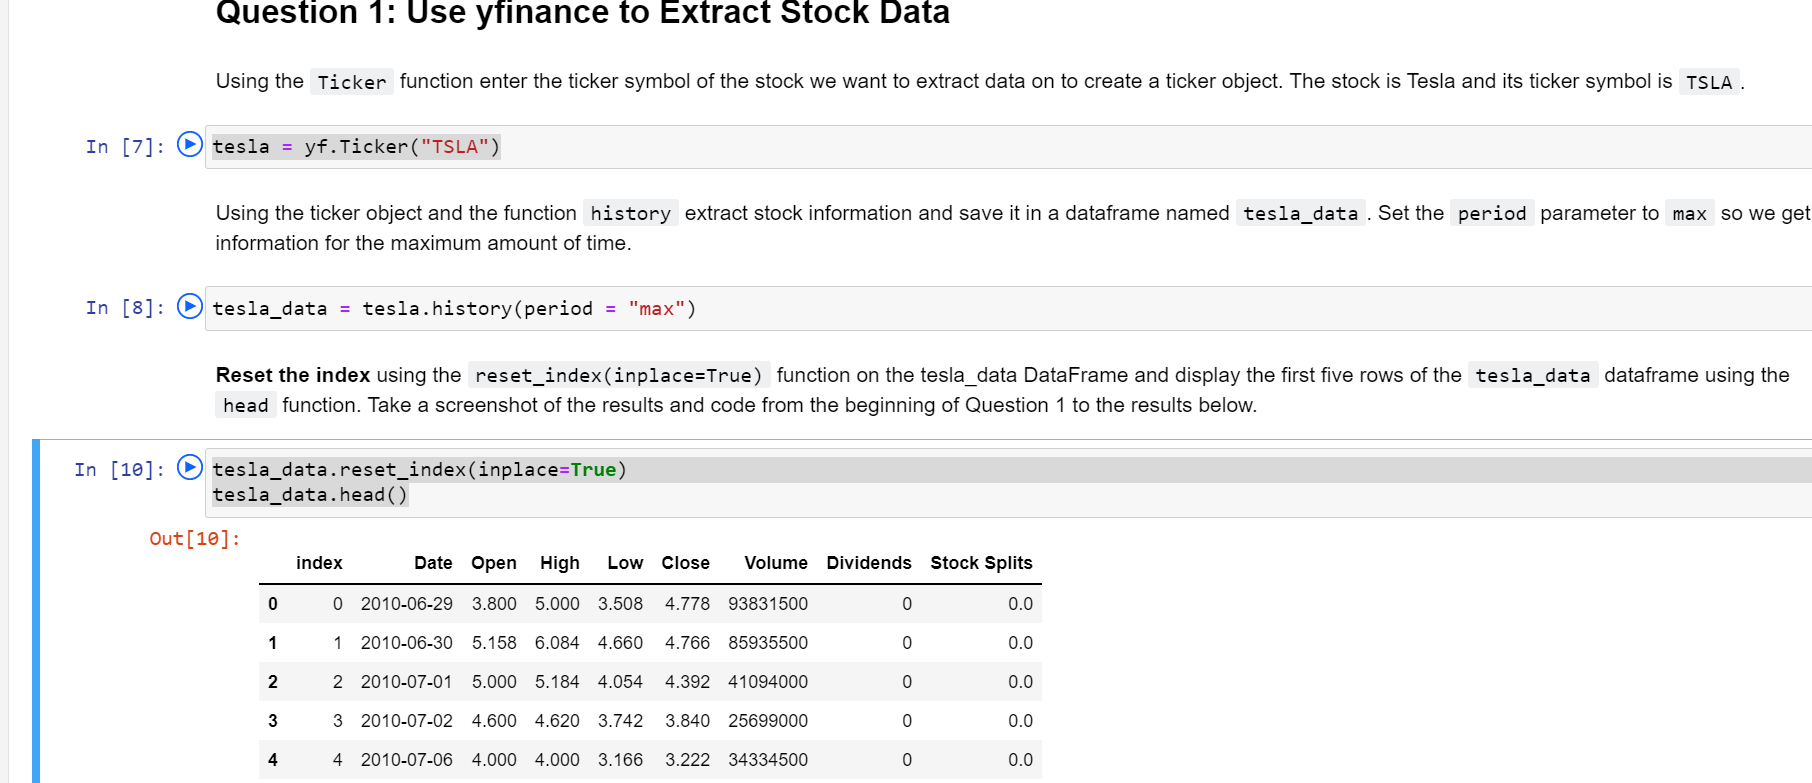 Question 1: Use yfinance to Extract Stock Data
Using the Ticker function enter the ticker symbol of the stock we want to extract data on to create a ticker object. The stock is Tesla and its ticker symbol is TSLA .
In [7]: tesla = yf.Ticker("TSLA")
Using the ticker object and the function history extract stock information and save it in a dataframe named tesla_data . Set the period parameter to max so we get
information for the maximum amount of time.
In [8]: tesla_data = tesla.history(period = "max")
Reset the index using the reset_index(inplace=True) function on the tesla_data DataFrame and display the first five rows of the tesla_data dataframe using the
head function. Take a screenshot of the results and code from the beginning of Question 1 to the results below.
In [10]: tesla_data.reset_index(inplace=True)
tesla_data.head()
Out[10]:
index Date Open High Low Close Volume Dividends Stock Splits
0 0 2010-06-29 3.800 5.000 3.508 4.778 93831500 0 0.0
1 1 2010-06-30 5.158 6.084 4.660 4.766 85935500 0 0.0
2 2 2010-07-01 5.000 5.184 4.054 4.392 41094000 0 0.0
3 3 2010-07-02 4.600 4.620 3.742 3.840 25699000 0 0.0
4 4 2010-07-06 4.000 4.000 3.166 3.222 34334500 0 0.0